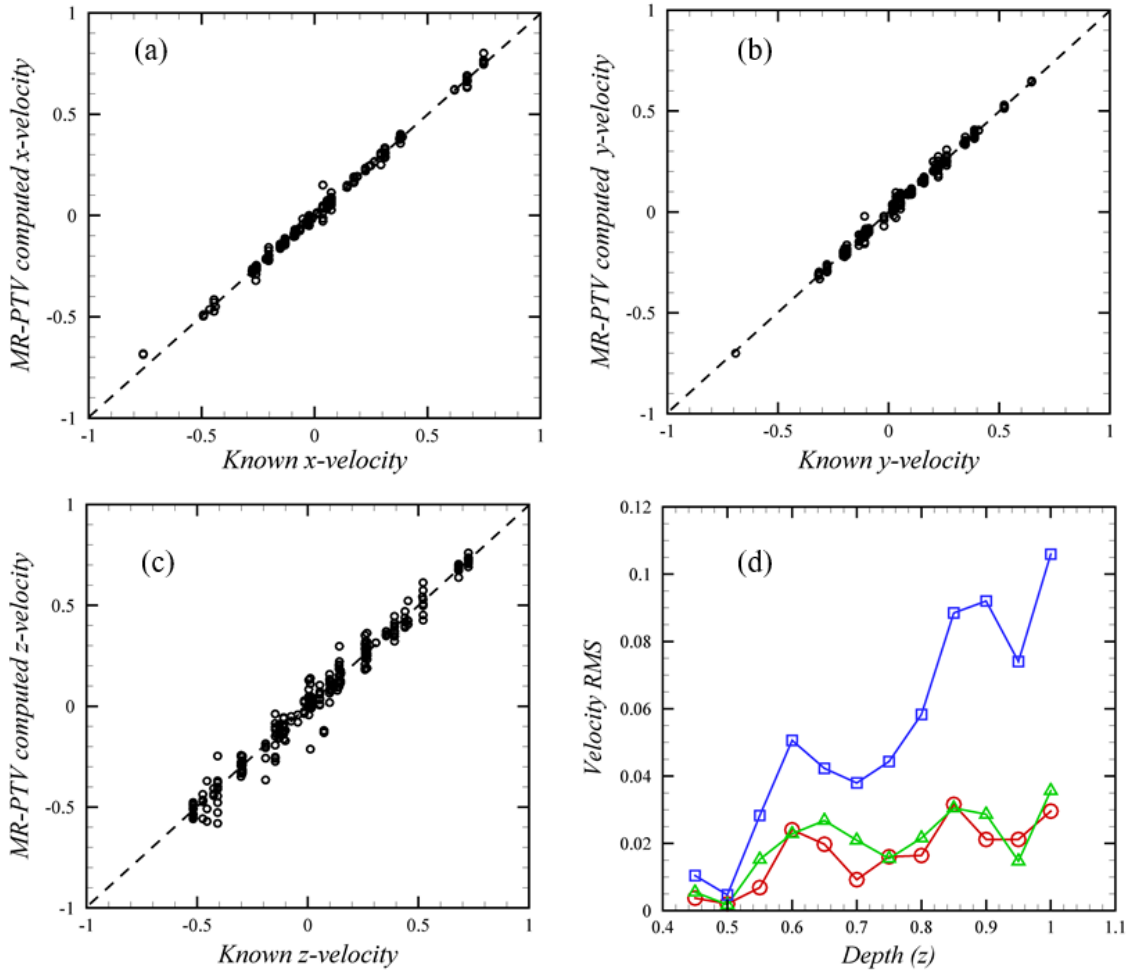 (a)
MR-PTV computed x-velocity
1
0.5
0
-0.5
-1
-1 -0.5 0 0.5 1
Known x-velocity
(b)
MR-PTV computed y-velocity
1
0.5
0
-0.5
-1
-1 -0.5 0 0.5 1
Known y-velocity
(c)
MR-PTV computed z-velocity
1
0.5
0
-0.5
-1
-1 -0.5 0 0.5 1
Known z-velocity
(d)
Velocity RMS
0.12
0.1
0.08
0.06
0.04
0.02
0
0.4 0.5 0.6 0.7 0.8 0.9 1 1.1
Depth (z)